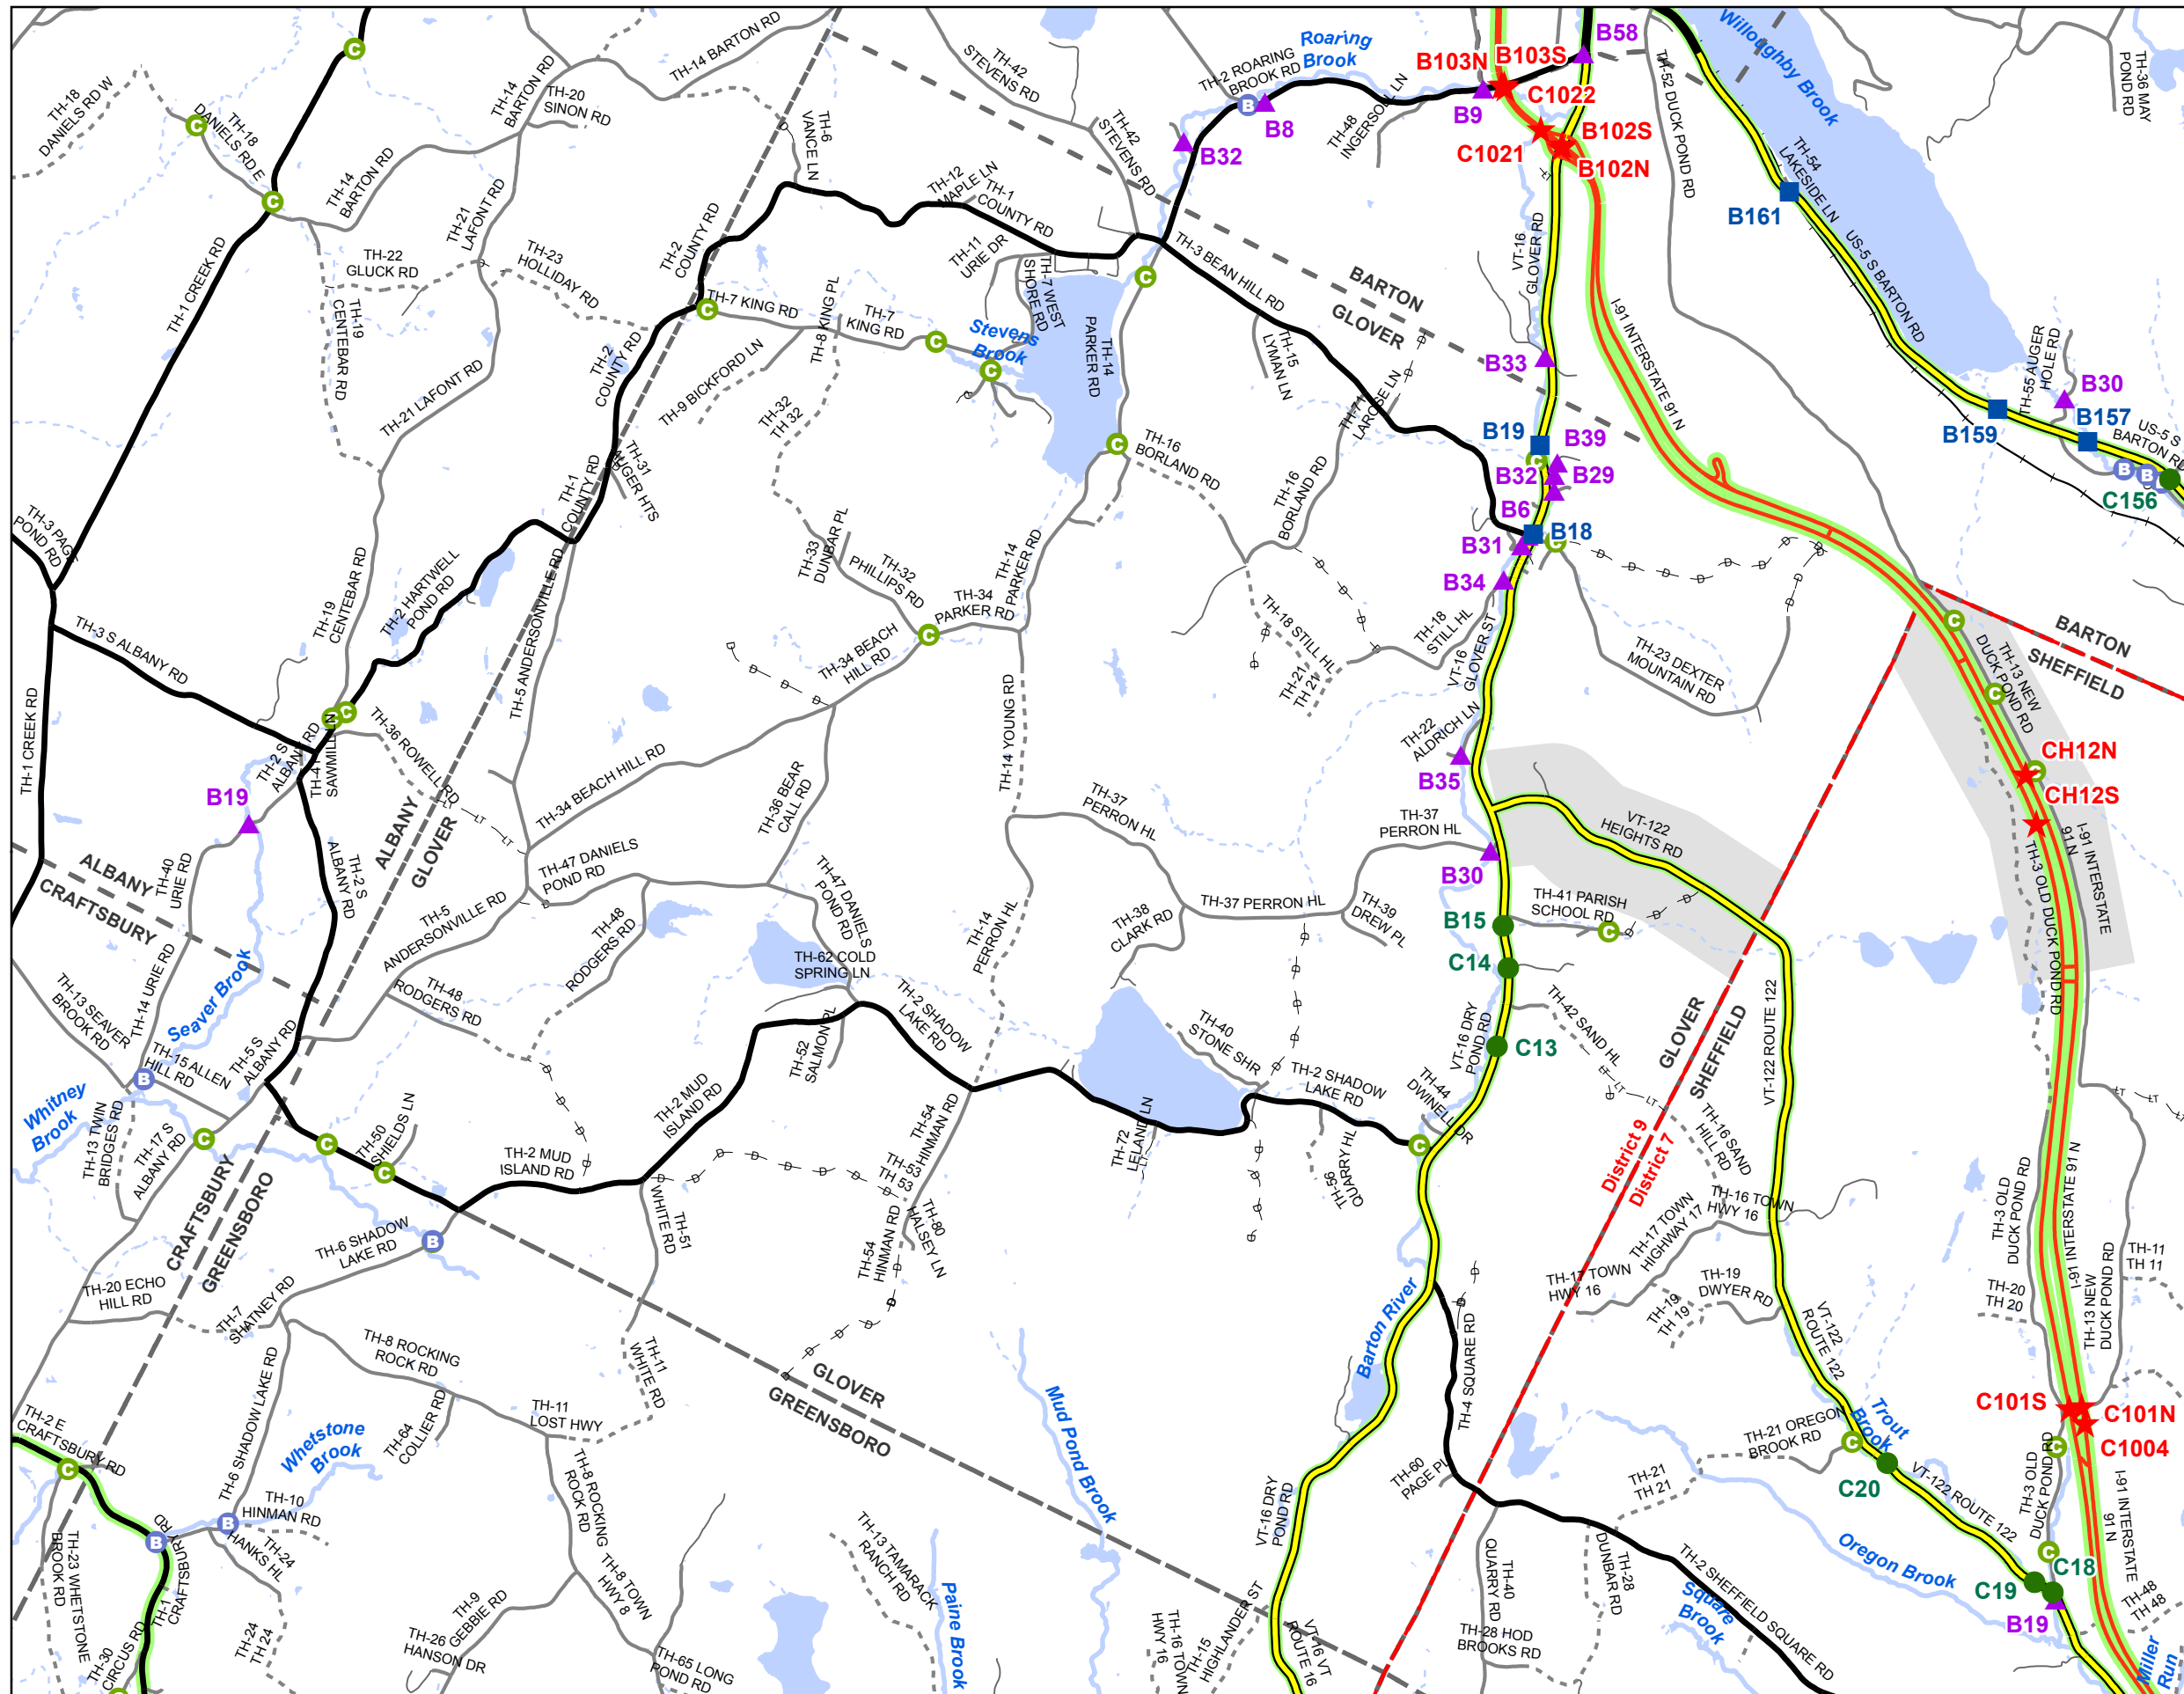 TH-18
DANIELS RD W
TH-18
DANIELS RD E
TH-14
BARTON RD
TH-20
SINON RD
TH-14 BARTON RD
TH-14
BARTON RD
TH-21
LAFONT RD
TH-22
GLUCK RD
TH-23
HOLLIDAY RD
TH-19
CENTEBAR RD
TH-21 LAFONT RD
TH-1 CREEK RD
TH-2
COUNTY RD
TH-6
VANCE LN
TH-12
MAPLE LN
TH-1
COUNTY RD
TH-42
STEVENS RD
TH-42
STEVENS RD
TH-2 ROARING
BROOK RD
Roaring
Brook
TH-48
INGERSOLL LN
B32
B8
B9
B103N
B103S
C1022
B58
C1021
B102S
B102N
Willoughby Brook
TH-52 DUCK POND RD
TH-36 MAY
POND RD
TH-54
LAKESIDE LN
B161
US-5 S BARTON RD
TH-55 AUGER
HOLE RD
B30
B157
B159
US-5 S
BARTON RD
C156
TH-11
URIE DR
TH-7 WEST
SHORE RD
TH-7 KING RD
TH-8 KING PL
TH-7
KING RD
Stevens
Brook
TH-14
PARKER RD
TH-3 BEAN HILL RD
BARTON
GLOVER
VT-16
GLOVER RD
I-91 INTERSTATE 91 N
TH-15
LYMAN LN
TH-71
LAROSE LN
B33
B19
B39
B32
B29
B6
B18
B31
B34
TH-2
COUNTY RD
TH-9 BICKFORD LN
TH-32
TH 32
TH-16
BORLAND RD
TH-16
BORLAND RD
TH-31
AUGER HTS
TH-1
COUNTY RD
TH-3 PAGE
POND RD
TH-33
DUNBAR PL
TH-32
PHILLIPS RD
TH-14
PARKER RD
TH-34
PARKER RD
TH-34 BEACH
HILL RD
TH-19
CENTEBAR RD
TH-2 HARTWELL
POND RD
TH-5 ANDERSONVILLE RD
TH-3 S ALBANY RD
TH-1 CREEK RD
TH-18 STILL HL
TH-21
TH 21
TH-18
STILL HL
VT-16
GLOVER ST
TH-23 DEXTER
MOUNTAIN RD
BARTON
SHEFFIELD
TH-13 NEW
DUCK POND RD
TH-22
ALDRICH LN
B35
CH12N
CH12S
TH-2 S
ALBANY RD
TH-4
SAWMILL LN
TH-36 ROWELL RD
B19
ALBANY
GLOVER
TH-34 BEACH HILL RD
TH-36 BEAR
CALL RD
TH-14 YOUNG RD
TH-37
PERRON HL
TH-37
PERRON HL
VT-122
HEIGHTS RD
B30
I-91 INTERSTATE
91 N
TH-3 OLD DUCK POND RD
ALBANY
CRAFTSBURY
TH-40
URIE RD
TH-2 S
ALBANY RD
TH-47 DANIELS
POND RD
TH-5
ANDERSONVILLE RD
TH-48
RODGERS RD
TH-48
RODGERS RD
TH-47 DANIELS
POND RD
TH-62 COLD
SPRING LN
TH-14
PERRON HL
TH-38
CLARK RD
TH-37 PERRON HL
TH-39
DREW PL
TH-41 PARISH
SCHOOL RD
B15
C14
C13
TH-13 SEAVER
BROOK RD
TH-14 URIE RD
Seaver Brook
TH-15 ALLEN
HILL RD
TH-5 S
ALBANY RD
Whitney
Brook
TH-13 TWIN
BRIDGES RD
TH-17 S
ALBANY RD
TH-50
SHIELDS LN
TH-2 MUD
ISLAND RD
TH-2 MUD
ISLAND RD
TH-52
SALMON PL
TH-2 SHADOW
LAKE RD
TH-40
STONE SHR
TH-2 SHADOW
LAKE RD
VT-16 DRY
POND RD
TH-42 SAND HL
TH-44
DWINELL DR
GLOVER
SHEFFIELD
VT-122 ROUTE 122
TH-16 SAND
HILL RD
District 9
District 7
TH-72
LELAND LN
TH-56
QUARRY HL
TH-54
HINMAN RD
TH-53
TH 53
TH-80
HALSEY LN
TH-54
HINMAN RD
TH-51
WHITE RD
CRAFTSBURY
GREENSBORO
TH-6 SHADOW
LAKE RD
TH-20 ECHO
HILL RD
TH-7
SHATNEY RD
TH-8 ROCKING
ROCK RD
TH-11
WHITE RD
TH-16 TOWN
HWY 16
TH-17 TOWN
HIGHWAY 17
TH-17 TOWN
HWY 16
TH-19
TH 19
TH-19
DWYER RD
TH-3 OLD
DUCK POND RD
I-91 INTERSTATE 91 N
TH-20
TH 20
TH-13 NEW
DUCK POND RD
TH-11
TH 11
VT-122
ROUTE 122
Barton River
TH-4 SQUARE RD
GLOVER
GREENSBORO
Mud Pond Brook
TH-6 SHADOW LAKE RD
TH-64
COLLIER RD
TH-11
LOST HWY
TH-8 ROCKING
ROCK RD
TH-2 E
CRAFTSBURY RD
Whetstone
Brook
TH-10
HINMAN RD
TH-24
HANKS HL
TH-1
CRAFTSBURY RD
TH-23 WHETSTONE
BROOK RD
TH-30
CIRCUS RD
TH-24
TH 24
TH-26
HANSON DR
TH-9
GEBBIE RD
TH-8 TOWN
HWY 8
TH-65 LONG
POND RD
TH-13 TAMARACK
RANCH RD
Paine Brook
TH-16 TOWN
HWY 16
TH-15
HIGHLANDER ST
VT-16 DRY
POND RD
VT-16 VT
ROUTE 16
TH-60
PAGE PL
TH-40
QUARRY RD
TH-28 HOD
BROOKS RD
TH-28
DUNBAR RD
TH-21
TH 21
TH-21 OREGON
BROOK RD
Trout
Brook
C20
VT-122 ROUTE 122
TH-2 SHEFFIELD SQUARE RD
Square
Brook
Oregon Brook
C101S
C101N
C1004
TH-3 OLD
DUCK POND RD
I-91 INTERSTATE
91 N
C18
C19
B19
TH-48
TH 48
Miller
Run